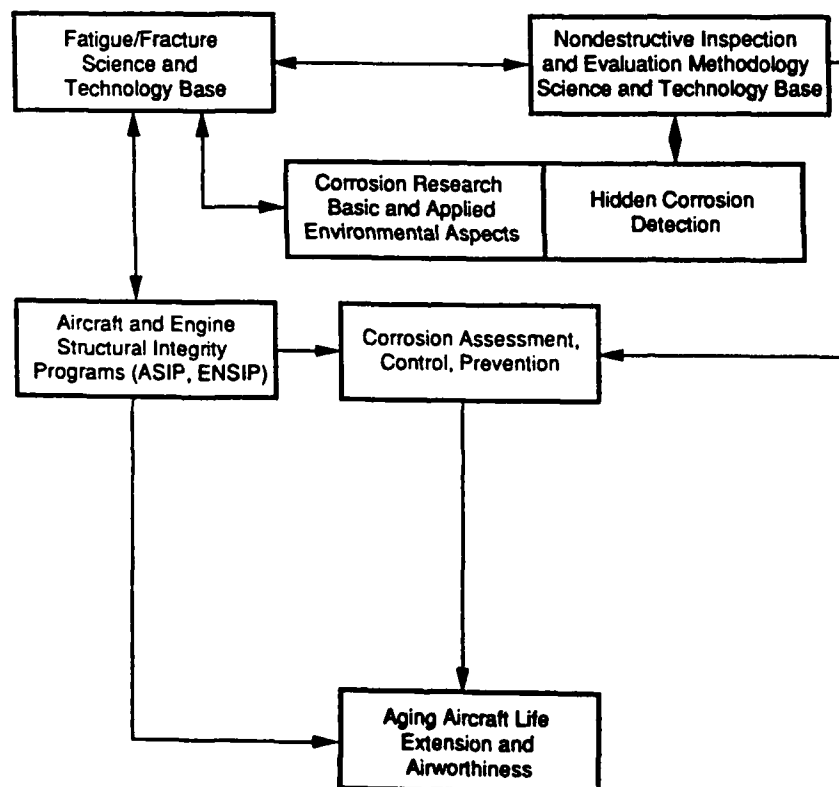 Fatigue/Fracture
Science and
Technology Base
Nondestructive Inspection
and Evaluation Methodology
Science and Technology Base
Corrosion Research
Basic and Applied
Environmental Aspects
Hidden Corrosion
Detection
Aircraft and Engine
Structural Integrity
Programs (ASIP, ENSIP)
Corrosion Assessment,
Control, Prevention
Aging Aircraft Life
Extension and
Airworthiness